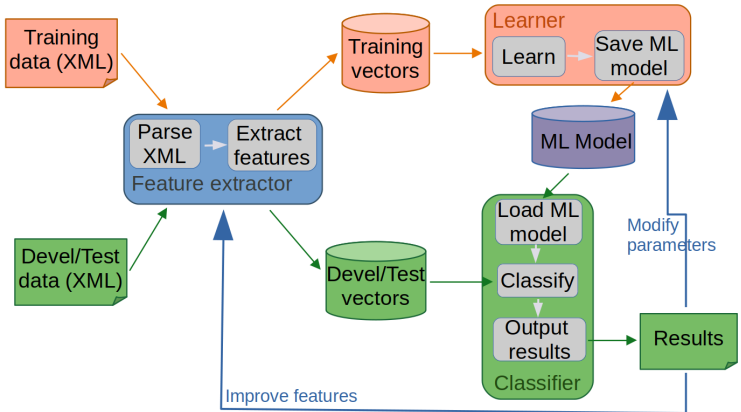 Training
data (XML)
Training
vectors
Learner
Learn
Save ML
model
Parse
XML
Extract
features
Feature extractor
ML Model
Devel/Test
data (XML)
Devel/Test
vectors
Load ML
model
Classify
Output
results
Classifier
Modify
parameters
Results
Improve features